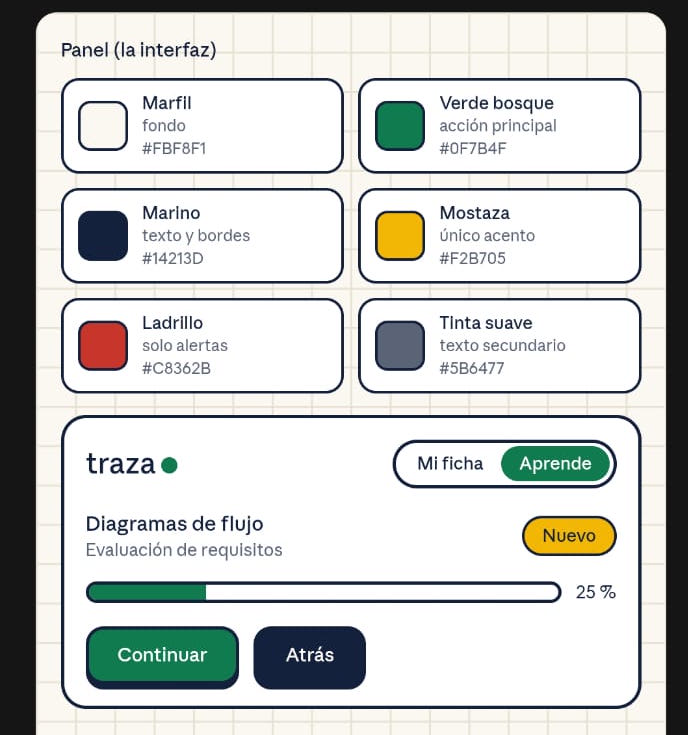 Panel (la interfaz)
Marfil
fondo
#FBF8F1
Verde bosque
acción principal
#0F7B4F
Marino
texto y bordes
#14213D
Mostaza
único acento
#F2B705
Ladrillo
solo alertas
#C8362B
Tinta suave
texto secundario
#5B6477
traza
Mi ficha
Aprende
Diagramas de flujo
Evaluación de requisitos
Nuevo
25 %
Continuar
Atrás